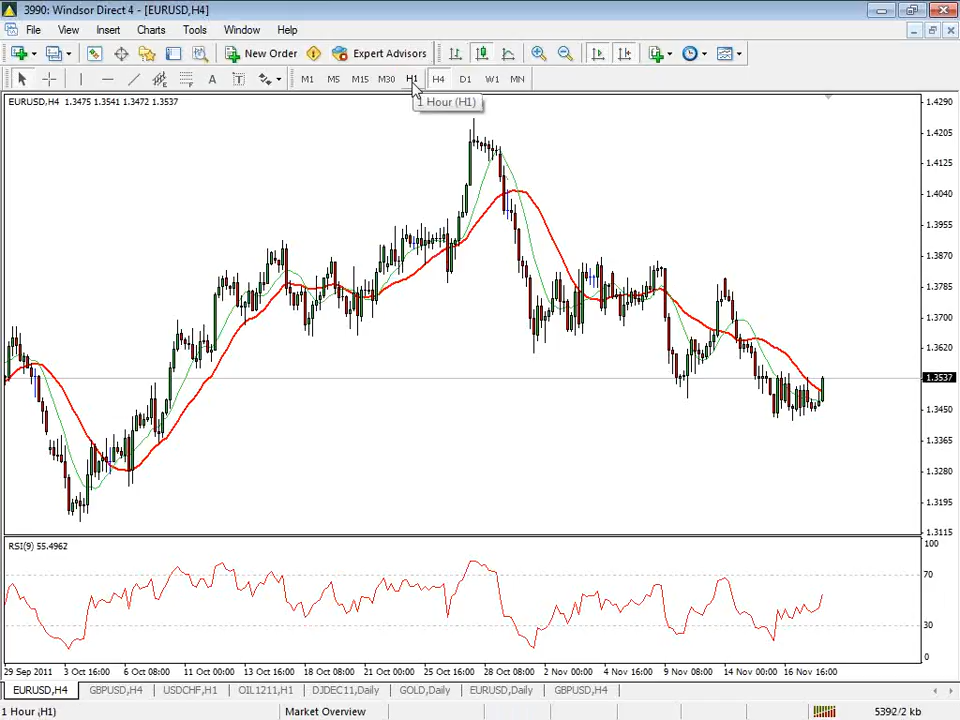 3990: Windsor Direct 4 - [EURUSD,H4]
File View Insert Charts Tools Window Help
New Order Expert Advisors
A T M1 M5 M15 M30 H1 H4 D1 W1 MN
EURUSD,H4 1.3475 1.3541 1.3472 1.3537
1 Hour (H1)
1.4290
1.4205
1.4125
1.4040
1.3955
1.3870
1.3785
1.3700
1.3620
1.3537
1.3450
1.3365
1.3280
1.3195
1.3115
RSI(9) 55.4962
100
70
30
0
29 Sep 2011 3 Oct 16:00 6 Oct 08:00 11 Oct 00:00 13 Oct 16:00 18 Oct 08:00 21 Oct 00:00 25 Oct 16:00 28 Oct 08:00 2 Nov 00:00 4 Nov 16:00 9 Nov 08:00 14 Nov 00:00 16 Nov 16:00
EURUSD,H4 GBPUSD,H4 USDCHF,H1 OIL1211,H1 DJDEC11,Daily GOLD,Daily EURUSD,Daily GBPUSD,H4
1 Hour (H1) Market Overview 5392/2 kb